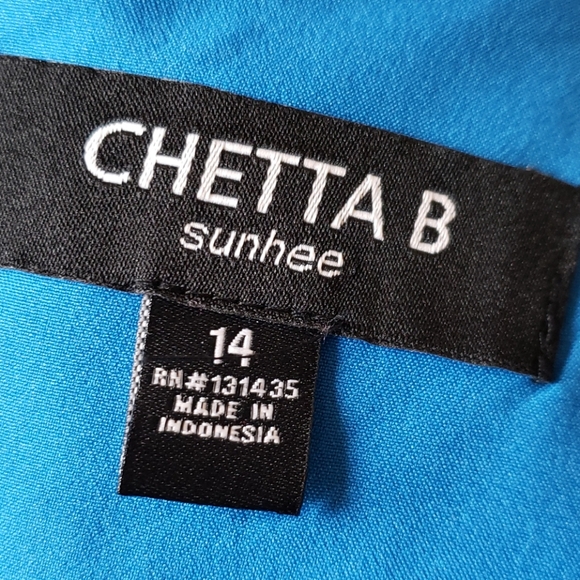 CHETTA B
sunhee
14
RN#131435
MADE IN
INDONESIA